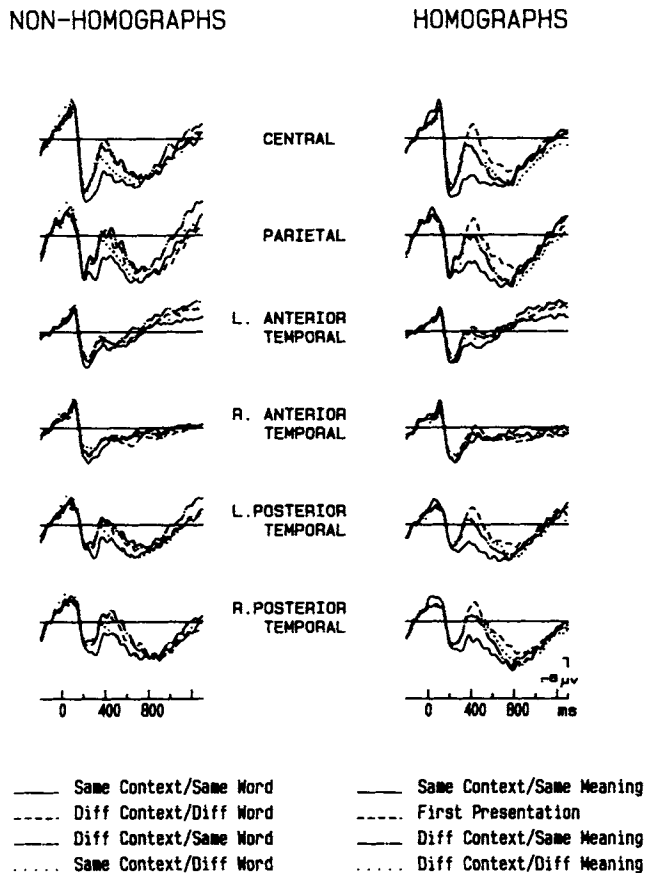 NON-HOMOGRAPHS HOMOGRAPHS
CENTRAL
PARIETAL
L. ANTERIOR
TEMPORAL
R. ANTERIOR
TEMPORAL
L.POSTERIOR
TEMPORAL
R.POSTERIOR
TEMPORAL
μv
0 400 800 0 400 800 ms
Same Context/Same Word
Diff Context/Diff Word
Diff Context/Same Word
Same Context/Diff Word
Same Context/Same Meaning
First Presentation
Diff Context/Same Meaning
Diff Context/Diff Meaning